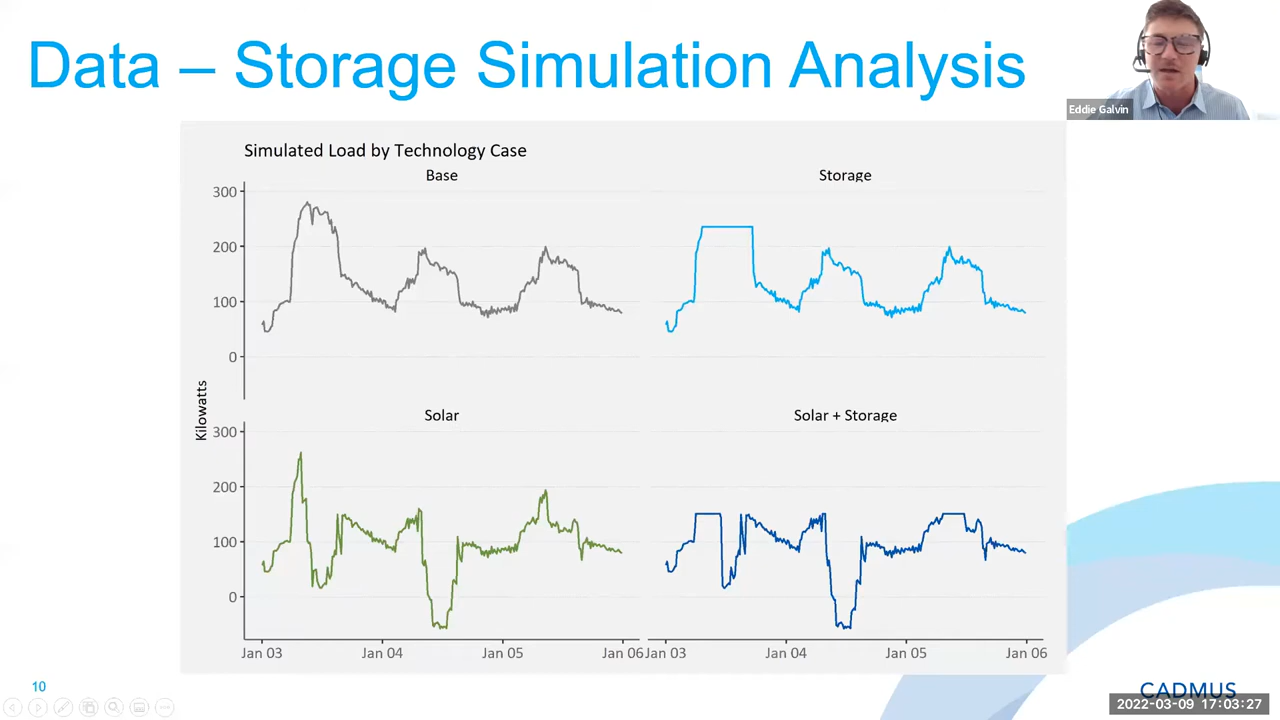 Data – Storage Simulation Analysis
Eddie Galvin
Simulated Load by Technology Case
Base
Storage
300
200
100
0
Kilowatts
Solar
Solar + Storage
300
200
100
0
Jan 03
Jan 04
Jan 05
Jan 06
Jan 03
Jan 04
Jan 05
Jan 06
10
CADMUS
2022-03-09 17:03:27